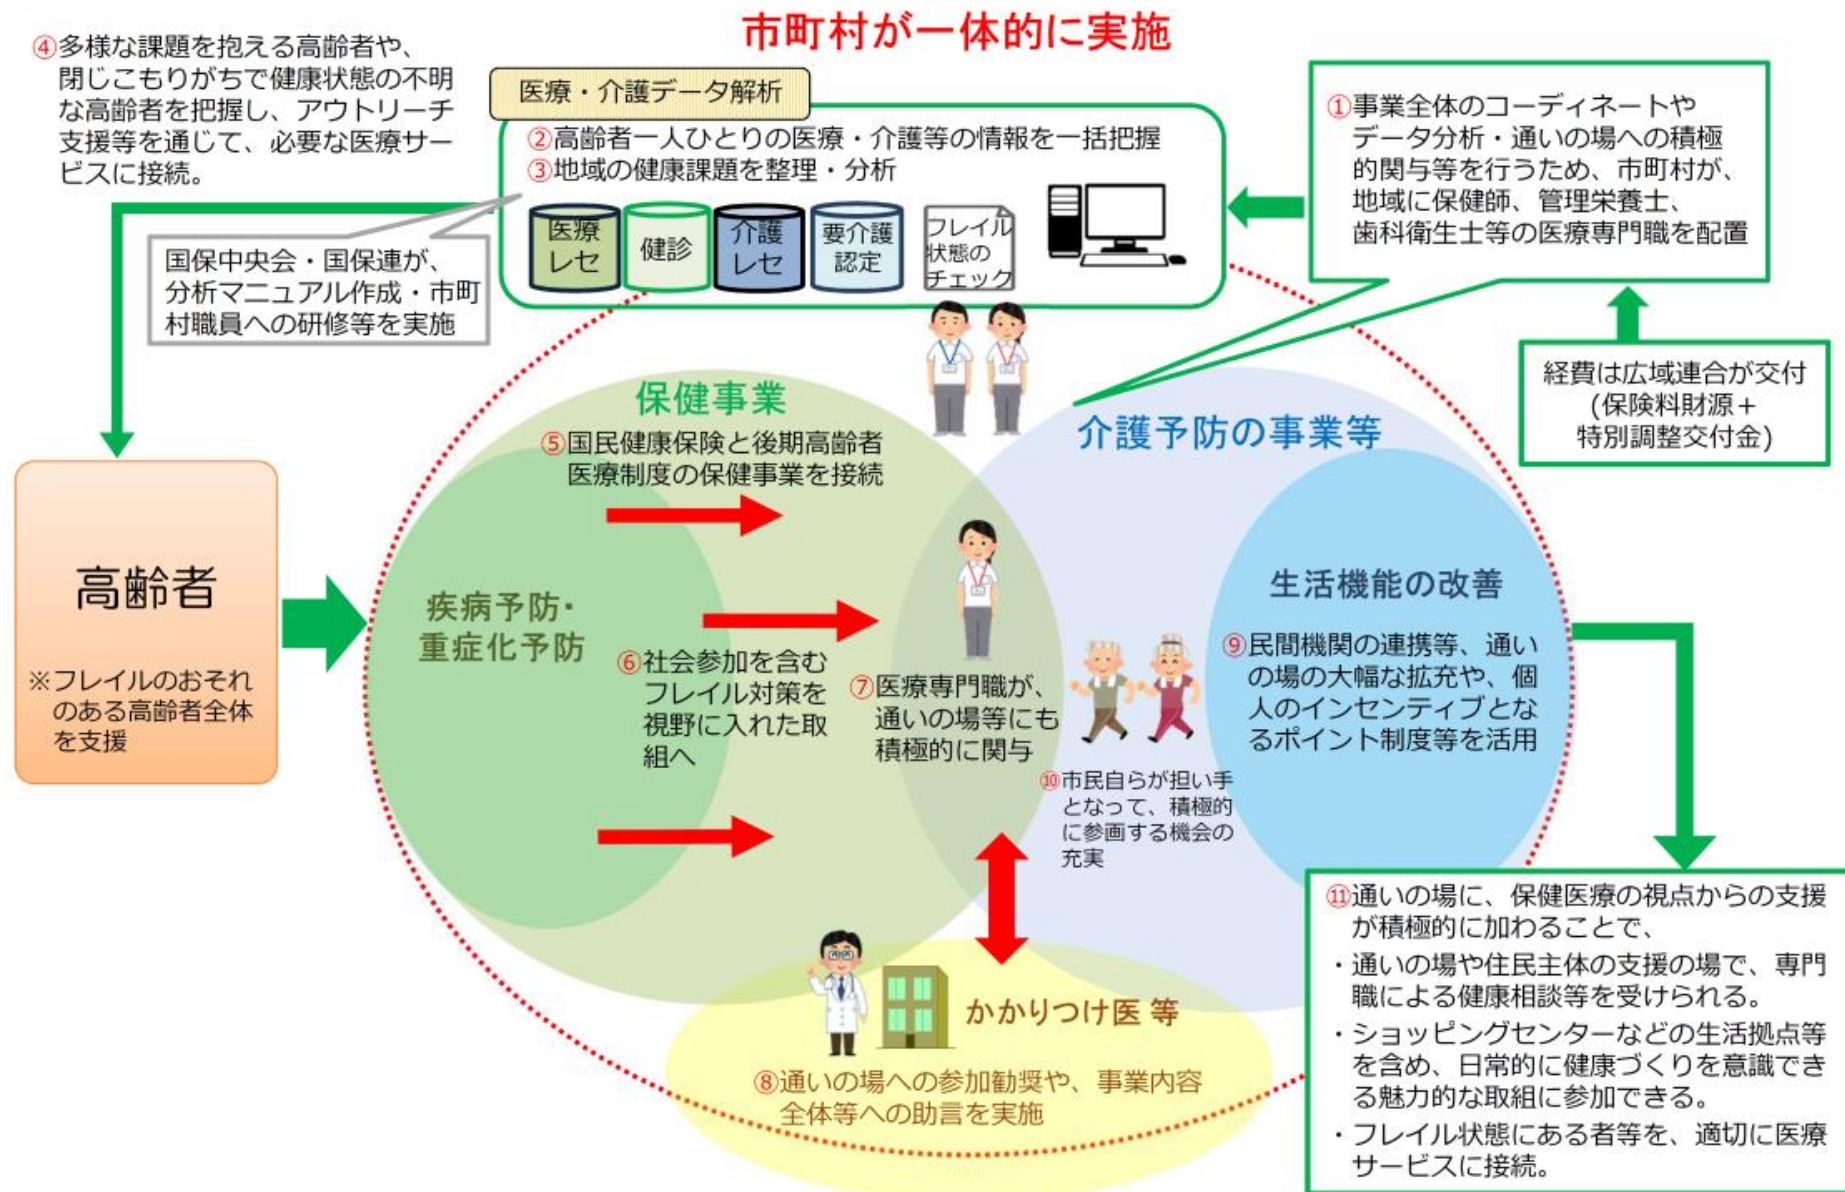 市町村が一体的に実施
④多様な課題を抱える高齢者や、
閉じこもりがちで健康状態の不明
な高齢者を把握し、アウトリーチ
支援等を通じて、必要な医療サー
ビスに接続。
医療・介護データ解析
②高齢者一人ひとりの医療・介護等の情報を一括把握
③地域の健康課題を整理・分析
医療
レセ
健診
介護
レセ
要介護
認定
フレイル
状態の
チェック
①事業全体のコーディネートや
データ分析・通いの場への積極
的関与等を行うため、市町村が、
地域に保健師、管理栄養士、
歯科衛生士等の医療専門職を配置
国保中央会・国保連が、
分析マニュアル作成・市町
村職員への研修等を実施
経費は広域連合が交付
(保険料財源＋
特別調整交付金)
保健事業
⑤国民健康保険と後期高齢者
医療制度の保健事業を接続
介護予防の事業等
高齢者
※フレイルのおそれ
のある高齢者全体
を支援
疾病予防・
重症化予防
⑥社会参加を含む
フレイル対策を
視野に入れた取
組へ
⑦医療専門職が、
通いの場等にも
積極的に関与
生活機能の改善
⑨民間機関の連携等、通い
の場の大幅な拡充や、個
人のインセンティブとな
るポイント制度等を活用
⑩市民自らが担い手
となって、積極的
に参画する機会の
充実
かかりつけ医 等
⑧通いの場への参加勧奨や、事業内容
全体等への助言を実施
⑪通いの場に、保健医療の視点からの支援
が積極的に加わることで、
・通いの場や住民主体の支援の場で、専門
職による健康相談等を受けられる。
・ショッピングセンターなどの生活拠点等
を含め、日常的に健康づくりを意識でき
る魅力的な取組に参加できる。
・フレイル状態にある者等を、適切に医療
サービスに接続。